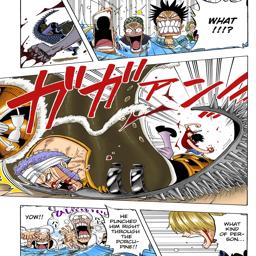 WHAT
!!!?
ガガァン!!
YOW!!
HE
PUNCHED
HIM RIGHT
THROUGH
THE
PORCU-
PINE!!
WHAT
KIND
OF
PER-
SON...